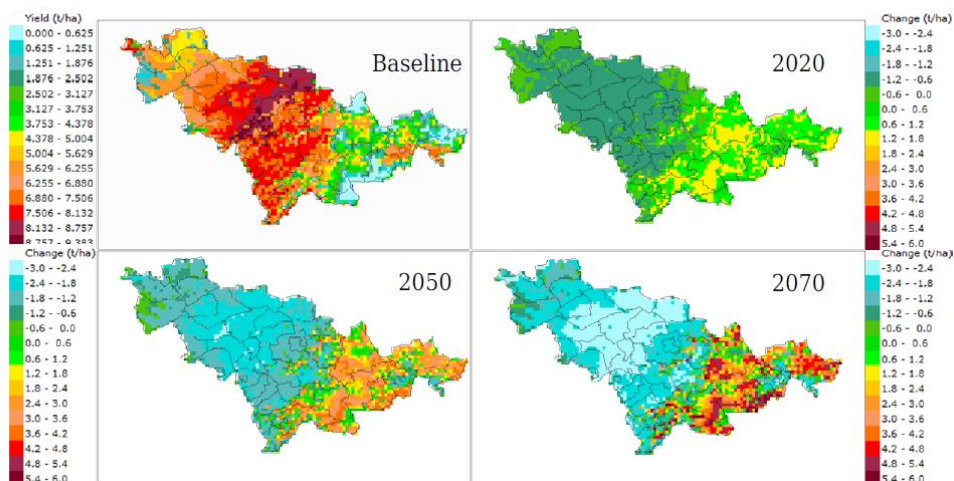 Yield (t/ha)
0.000 - 0.625
0.625 - 1.251
1.251 - 1.876
1.876 - 2.502
2.502 - 3.127
3.127 - 3.753
3.753 - 4.378
4.378 - 5.004
5.004 - 5.629
5.629 - 6.255
6.255 - 6.880
6.880 - 7.506
7.506 - 8.132
8.132 - 8.757
8.757 - 9.383
Baseline
2020
Change (t/ha)
-3.0 - -2.4
-2.4 - -1.8
-1.8 - -1.2
-1.2 - -0.6
-0.6 - 0.0
0.0 - 0.6
0.6 - 1.2
1.2 - 1.8
1.8 - 2.4
2.4 - 3.0
3.0 - 3.6
3.6 - 4.2
4.2 - 4.8
4.8 - 5.4
5.4 - 6.0
Change (t/ha)
-3.0 - -2.4
-2.4 - -1.8
-1.8 - -1.2
-1.2 - -0.6
-0.6 - 0.0
0.0 - 0.6
0.6 - 1.2
1.2 - 1.8
1.8 - 2.4
2.4 - 3.0
3.0 - 3.6
3.6 - 4.2
4.2 - 4.8
4.8 - 5.4
5.4 - 6.0
2050
2070
Change (t/ha)
-3.0 - -2.4
-2.4 - -1.8
-1.8 - -1.2
-1.2 - -0.6
-0.6 - 0.0
0.0 - 0.6
0.6 - 1.2
1.2 - 1.8
1.8 - 2.4
2.4 - 3.0
3.0 - 3.6
3.6 - 4.2
4.2 - 4.8
4.8 - 5.4
5.4 - 6.0